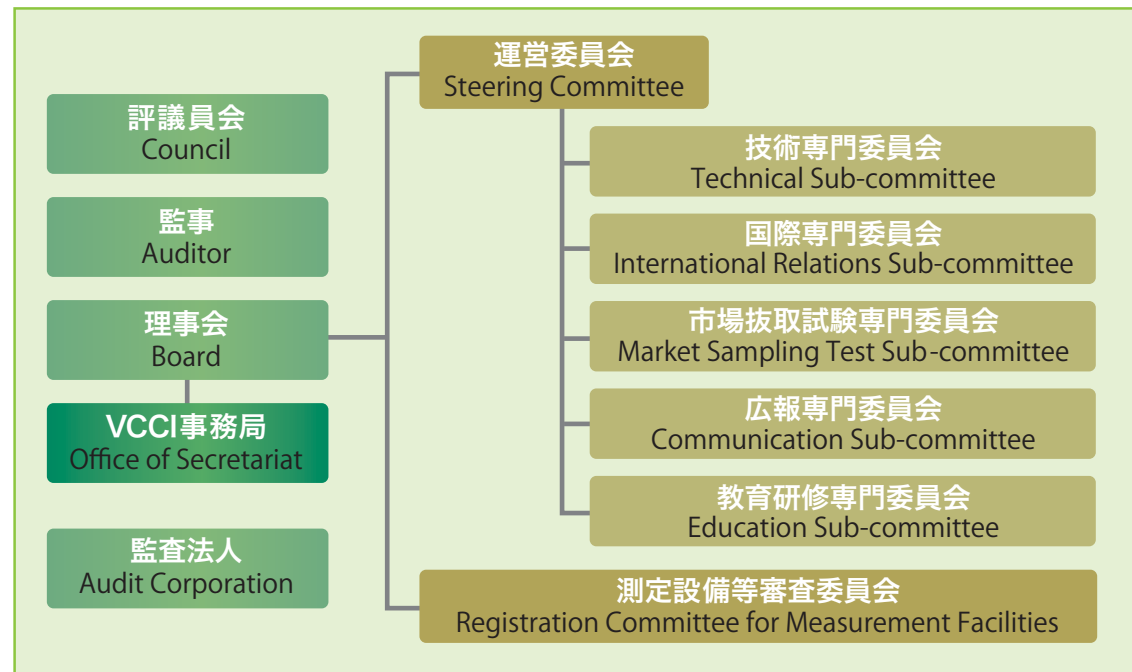 評議員会
Council
監事
Auditor
理事会
Board
VCCI事務局
Office of Secretariat
監査法人
Audit Corporation
運営委員会
Steering Committee
技術専門委員会
Technical Sub-committee
国際専門委員会
International Relations Sub-committee
市場抜取試験専門委員会
Market Sampling Test Sub-committee
広報専門委員会
Communication Sub-committee
教育研修専門委員会
Education Sub-committee
測定設備等審査委員会
Registration Committee for Measurement Facilities